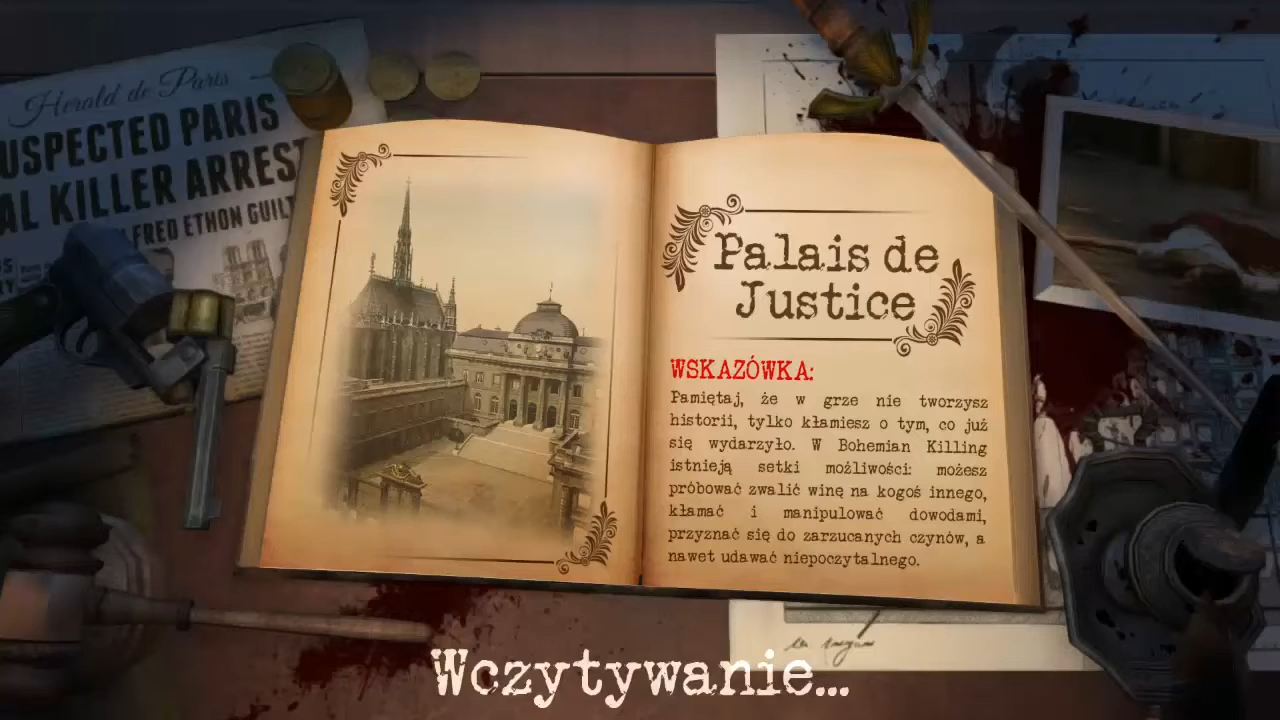 Herald de Paris
USPECTED PARIS
AL KILLER ARREST
LFRED ETHON GUILT
Palais de
Justice
WSKAZÓWKA:
Pamiętaj, że w grze nie tworzysz
historii, tylko kłamiesz o tym, co już
się wydarzyło. W Bohemian Killing
istnieją setki możliwości: możesz
próbować zwalić winę na kogoś innego,
kłamać i manipulować dowodami,
przyznać się do zarzucanych czynów, a
nawet udawać niepoczytalnego.
Wczytywanie...